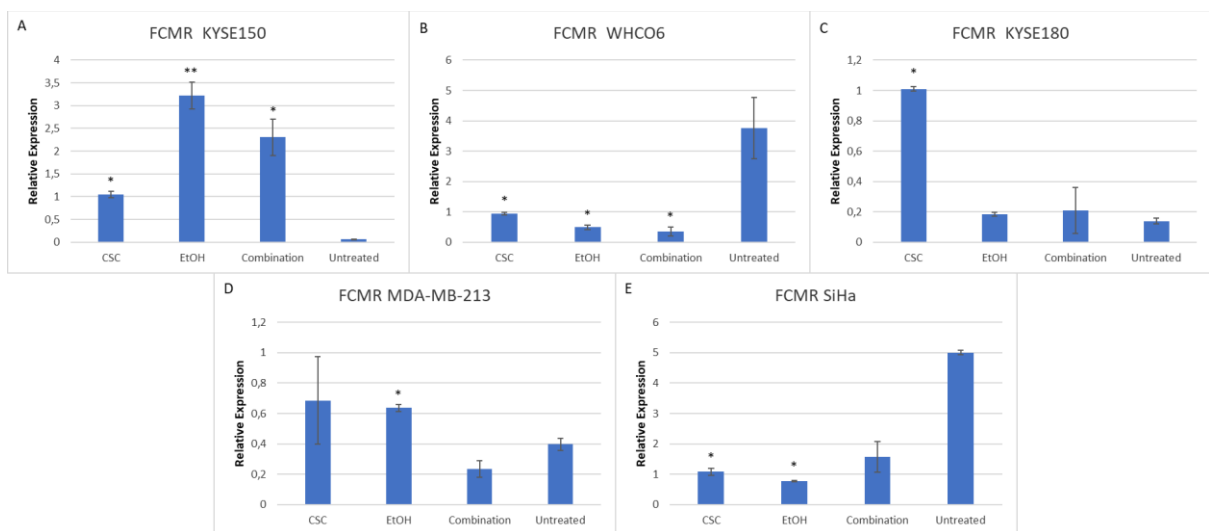 A
FCMR KYSE150
Relative Expression
4
3,5
3
2,5
2
1,5
1
0,5
0
*
**
*
CSC EtOH Combination Untreated
B
FCMR WHCO6
Relative Expression
6
5
4
3
2
1
0
*
*
*
CSC EtOH Combination Untreated
C
FCMR KYSE180
Relative Expression
1,2
1
0,8
0,6
0,4
0,2
0
*
CSC EtOH Combination Untreated
D
FCMR MDA-MB-213
Relative Expression
1,2
1
0,8
0,6
0,4
0,2
0
*
CSC EtOH Combination Untreated
E
FCMR SiHa
Relative Expression
6
5
4
3
2
1
0
*
*
CSC EtOH Combination Untreated